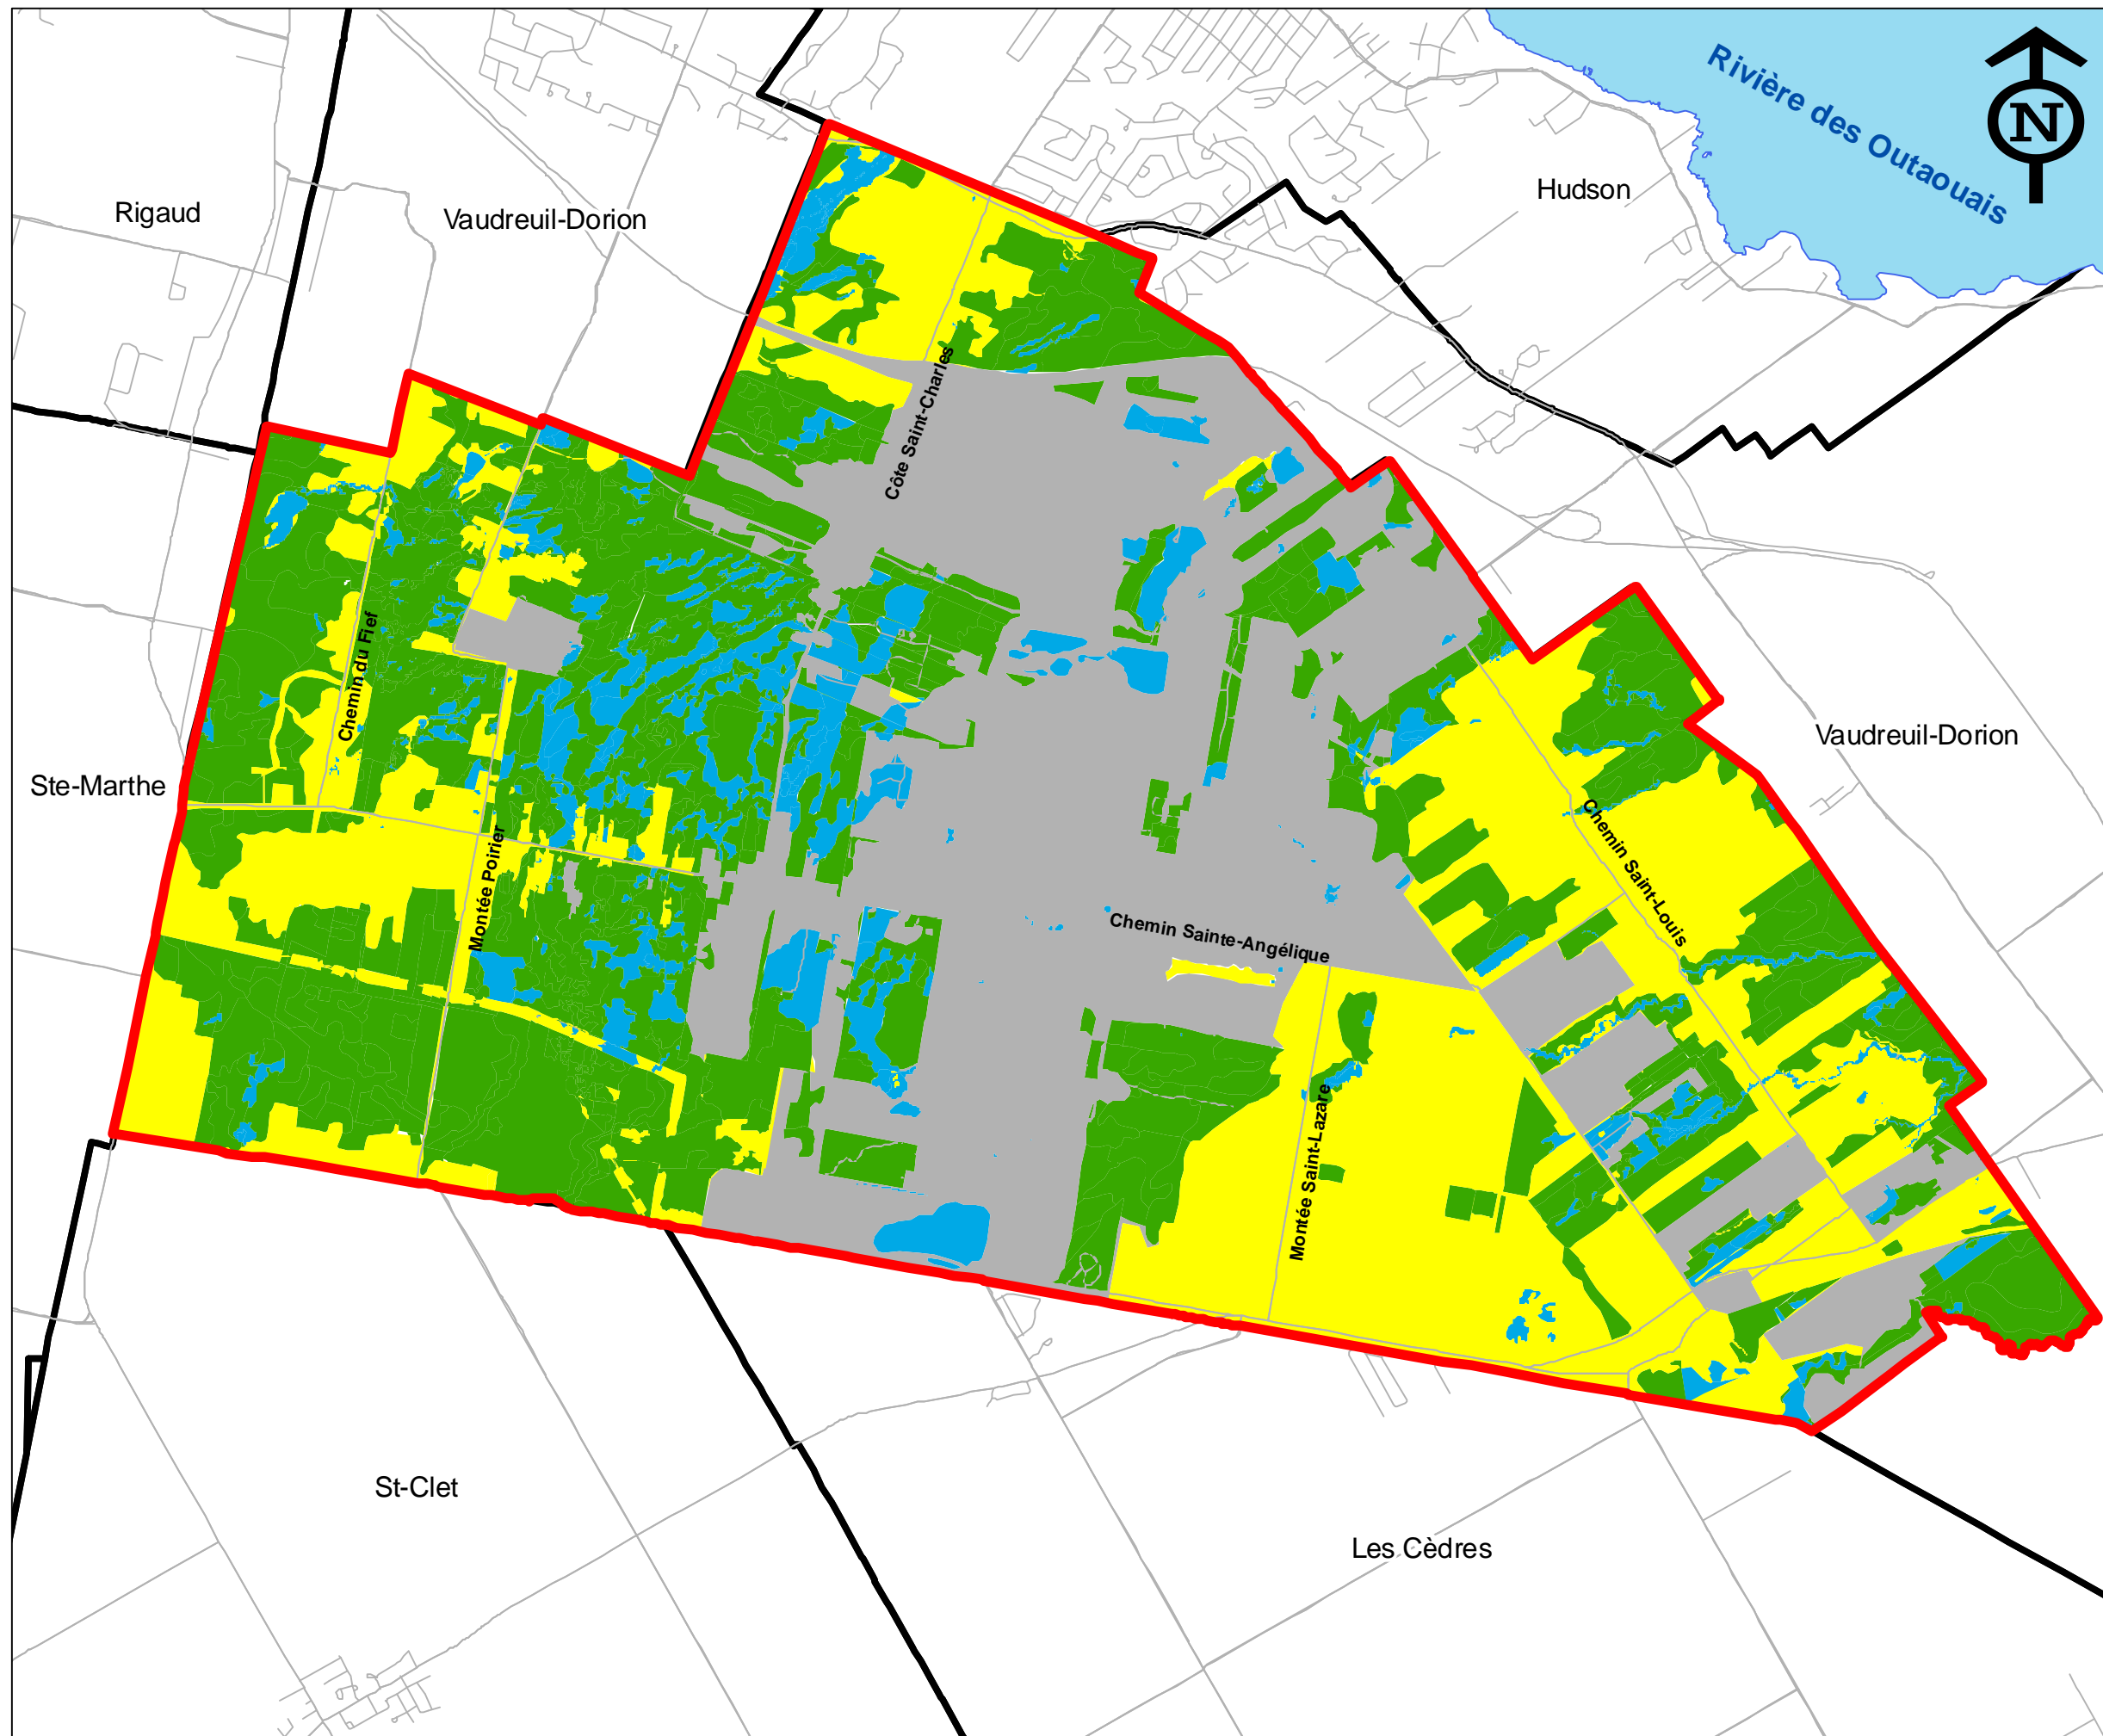 Rivière des Outaouais
N
Hudson
Rigaud
Vaudreuil-Dorion
Côte Saint-Charles
Chemin du Fief
Vaudreuil-Dorion
Ste-Marthe
Chemin Saint-Louis
Montée Poirier
Chemin Sainte-Angélique
Montée Saint-Lazare
St-Clet
Les Cèdres